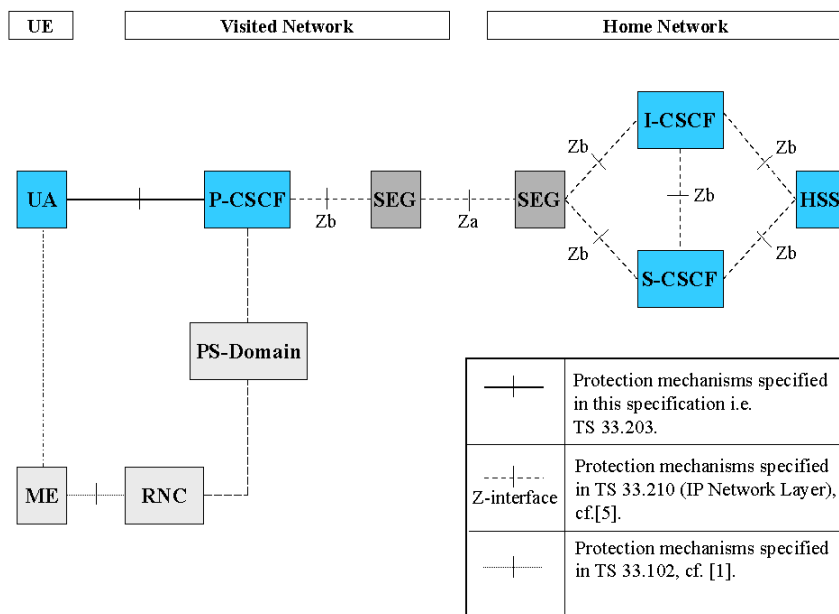 UE
Visited Network
Home Network
I-CSCF
Zb
Zb
UA
P-CSCF
SEG
SEG
HSS
Zb
Za
Zb
Zb
Zb
S-CSCF
PS-Domain
ME
RNC
Protection mechanisms specified
in this specification i.e.
TS 33.203.
Z-interface
Protection mechanisms specified
in TS 33.210 (IP Network Layer),
cf.[5].
Protection mechanisms specified
in TS 33.102, cf. [1].